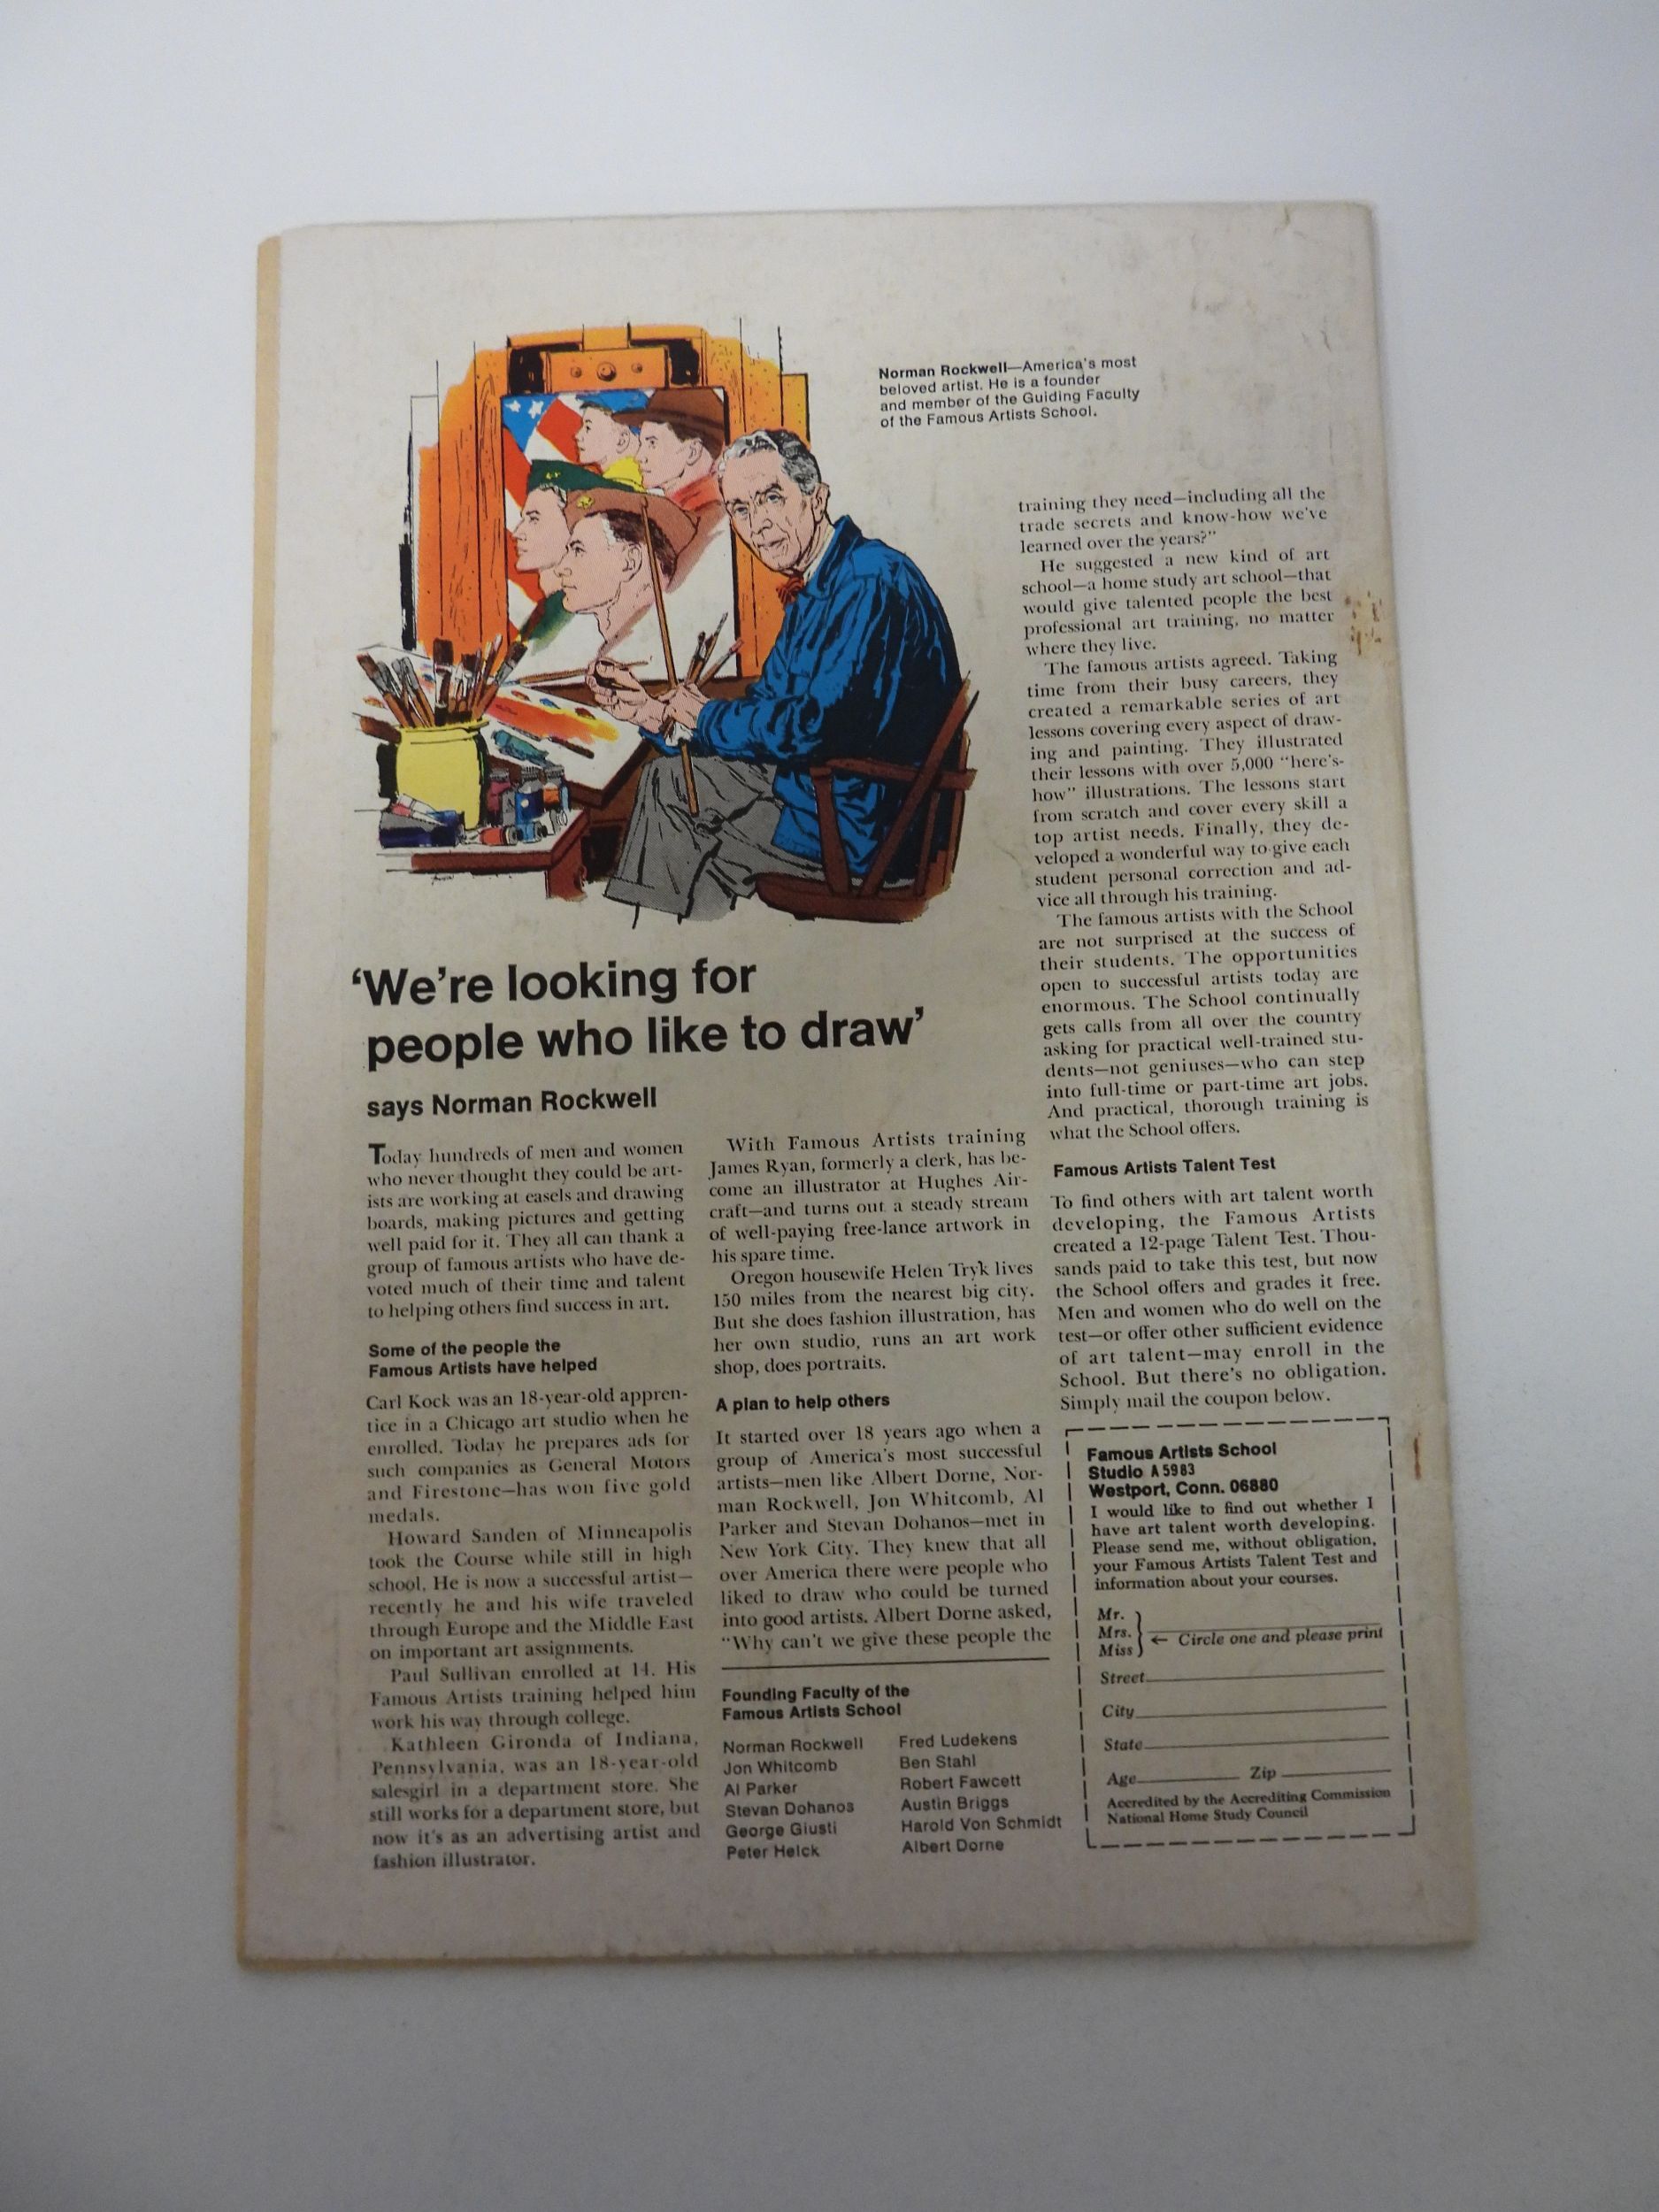 Norman Rockwell—America's most
beloved artist. He is a founder
and member of the Guiding Faculty
of the Famous Artists School.
'We're looking for
people who like to draw'
says Norman Rockwell
Today hundreds of men and women
who never thought they could be art-
ists are working at easels and drawing
boards, making pictures and getting
well paid for it. They all can thank a
group of famous artists who have de-
voted much of their time and talent
to helping others find success in art.
Some of the people the
Famous Artists have helped
Carl Kock was an 18-year-old appren-
tice in a Chicago art studio when he
enrolled. Today he prepares ads for
such companies as General Motors
and Firestone—has won five gold
medals.
Howard Sanden of Minneapolis
took the Course while still in high
school. He is now a successful artist—
recently he and his wife traveled
through Europe and the Middle East
on important art assignments.
Paul Sullivan enrolled at 14. His
Famous Artists training helped him
work his way through college.
Kathleen Gironda of Indiana,
Pennsylvania, was an 18-year-old
salesgirl in a department store. She
still works for a department store, but
now it's as an advertising artist and
fashion illustrator.
With Famous Artists training
James Ryan, formerly a clerk, has be-
come an illustrator at Hughes Air-
craft—and turns out a steady stream
of well-paying free-lance artwork in
his spare time.
Oregon housewife Helen Tryk lives
150 miles from the nearest big city.
But she does fashion illustration, has
her own studio, runs an art work
shop, does portraits.
A plan to help others
It started over 18 years ago when a
group of America's most successful
artists—men like Albert Dorne, Nor-
man Rockwell, Jon Whitcomb, Al
Parker and Stevan Dohanos—met in
New York City. They knew that all
over America there were people who
liked to draw who could be turned
into good artists. Albert Dorne asked,
"Why can't we give these people the
training they need—including all the
trade secrets and know-how we've
learned over the years?"
He suggested a new kind of art
school—a home study art school—that
would give talented people the best
professional art training, no matter
where they live.
The famous artists agreed. Taking
time from their busy careers, they
created a remarkable series of art
lessons covering every aspect of draw-
ing and painting. They illustrated
their lessons with over 5,000 "here's-
how" illustrations. The lessons start
from scratch and cover every skill a
top artist needs. Finally, they de-
veloped a wonderful way to give each
student personal correction and ad-
vice all through his training.
The famous artists with the School
are not surprised at the success of
their students. The opportunities
open to successful artists today are
enormous. The School continually
gets calls from all over the country
asking for practical well-trained stu-
dents—not geniuses—who can step
into full-time or part-time art jobs.
And practical, thorough training is
what the School offers.
Famous Artists Talent Test
To find others with art talent worth
developing, the Famous Artists
created a 12-page Talent Test. Thou-
sands paid to take this test, but now
the School offers and grades it free.
Men and women who do well on the
test—or offer other sufficient evidence
of art talent—may enroll in the
School. But there's no obligation.
Simply mail the coupon below.
Founding Faculty of the
Famous Artists School
Norman Rockwell
Jon Whitcomb
Al Parker
Stevan Dohanos
George Giusti
Peter Helck
Fred Ludekens
Ben Stahl
Robert Fawcett
Austin Briggs
Harold Von Schmidt
Albert Dorne
Famous Artists School
Studio A5983
Westport, Conn. 06880
I would like to find out whether I
have art talent worth developing.
Please send me, without obligation,
your Famous Artists Talent Test and
information about your courses.
Mr.
Mrs.
Miss
← Circle one and please print
Street
City
State
Age Zip
Accredited by the Accrediting Commission
National Home Study Council